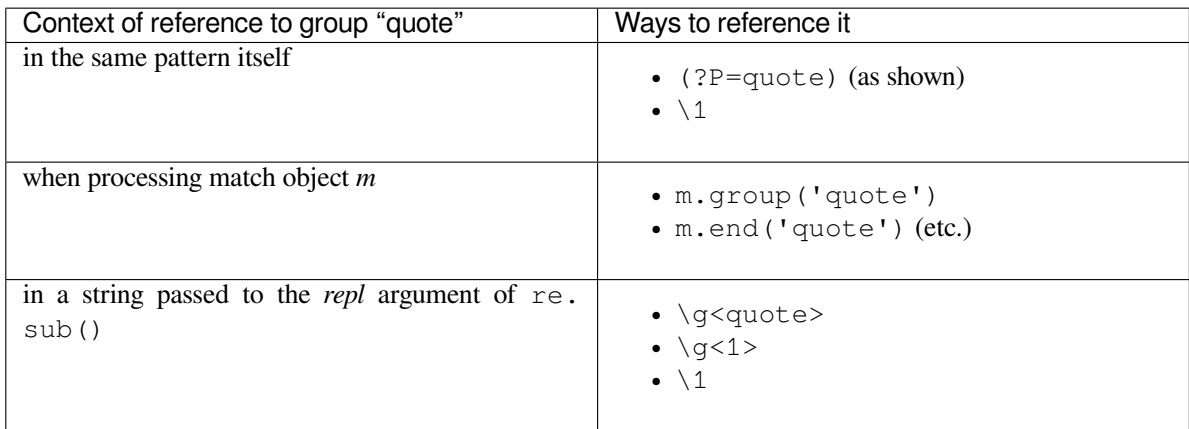 Context of reference to group “quote”
Ways to reference it
in the same pattern itself
• (?P=quote) (as shown)
• \1
when processing match object m
• m.group('quote')
• m.end('quote') (etc.)
in a string passed to the repl argument of re.
sub()
• \g<quote>
• \g<1>
• \1